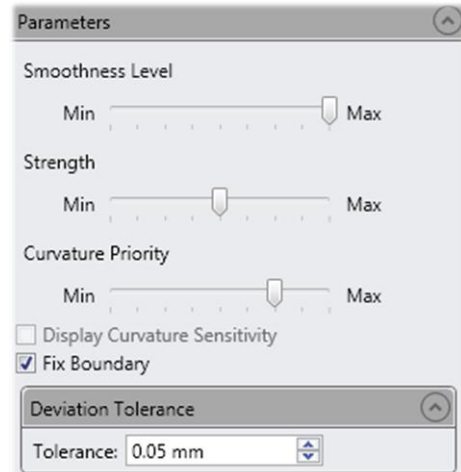 Parameters
Smoothness Level
Min Max
Strength
Min Max
Curvature Priority
Min Max
Display Curvature Sensitivity
Fix Boundary
Deviation Tolerance
Tolerance: 0.05 mm